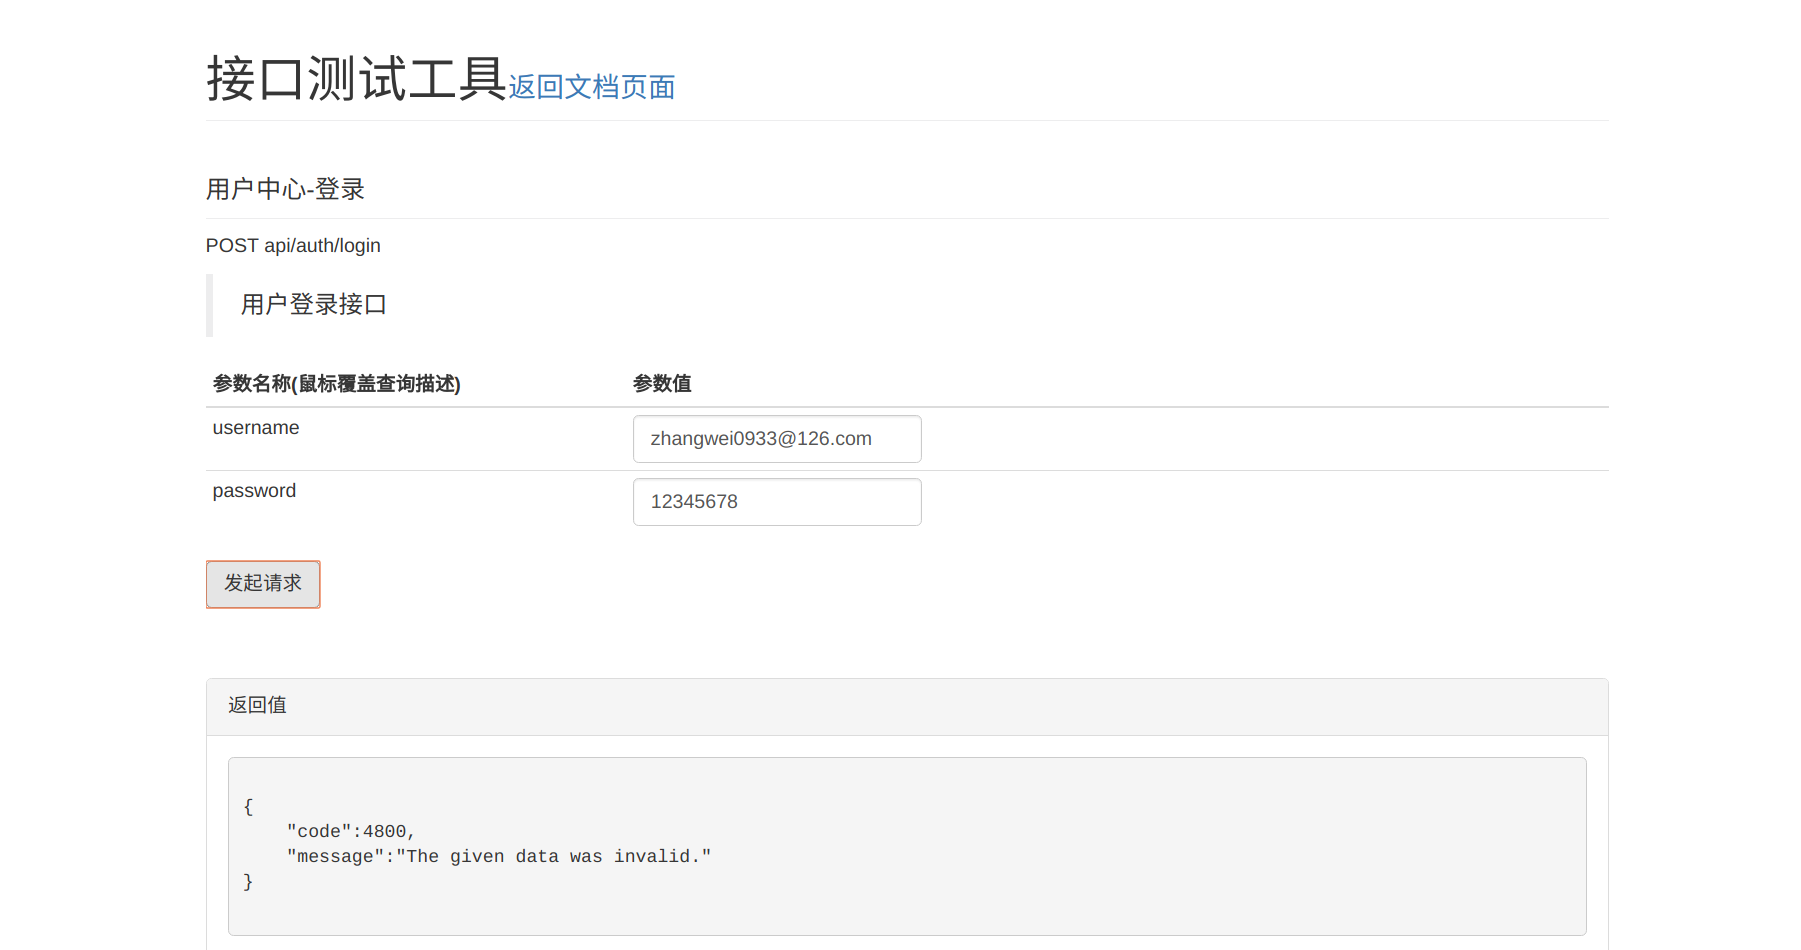 接口测试工具返回文档页面
用户中心-登录
POST api/auth/login
用户登录接口
参数名称(鼠标覆盖查询描述) 参数值
username zhangwei0933@126.com
password 12345678
发起请求
返回值
{
    "code":4800,
    "message":"The given data was invalid."
}